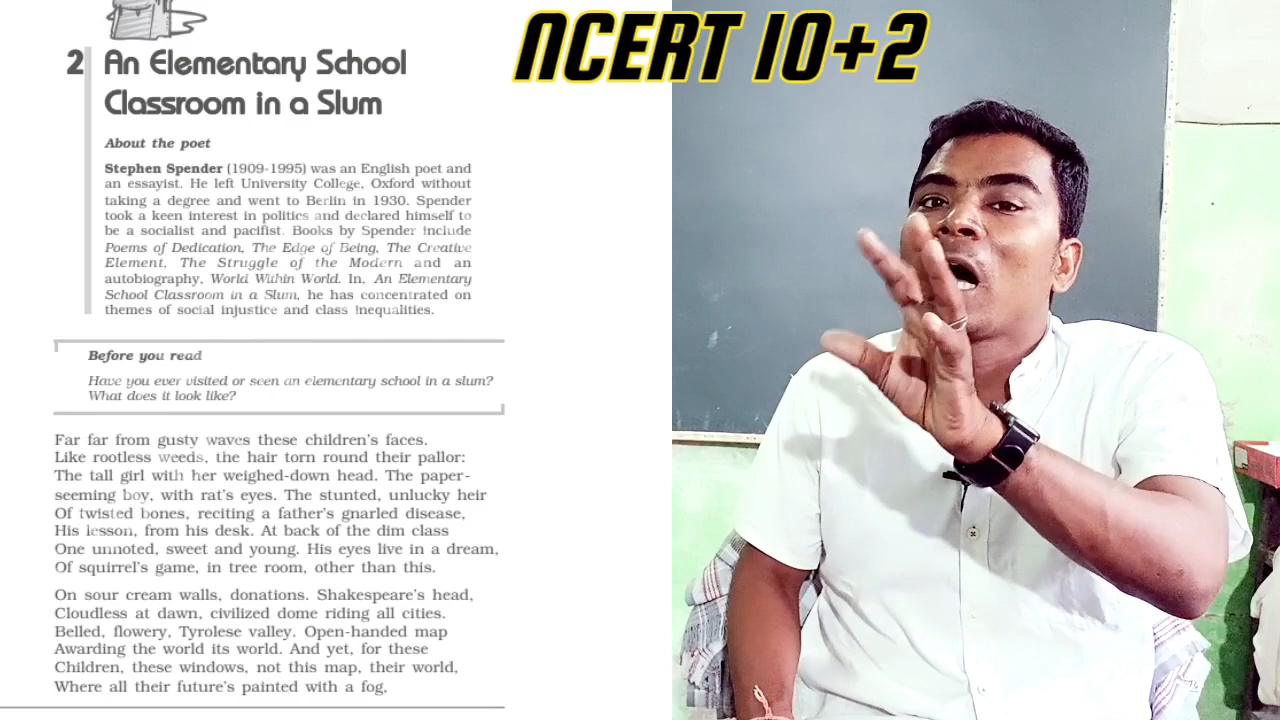 NCERT 10+2
2 An Elementary School
Classroom in a Slum
About the poet
Stephen Spender (1909-1995) was an English poet and
an essayist. He left University College, Oxford without
taking a degree and went to Berlin in 1930. Spender
took a keen interest in politics and declared himself to
be a socialist and pacifist. Books by Spender include
Poems of Dedication, The Edge of Being, The Creative
Element, The Struggle of the Modern and an
autobiography, World Within World. In, An Elementary
School Classroom in a Slum, he has concentrated on
themes of social injustice and class inequalities.
Before you read
Have you ever visited or seen an elementary school in a slum?
What does it look like?
Far far from gusty waves these children's faces.
Like rootless weeds, the hair torn round their pallor:
The tall girl with her weighed-down head. The paper-
seeming boy, with rat's eyes. The stunted, unlucky heir
Of twisted bones, reciting a father's gnarled disease,
His lesson, from his desk. At back of the dim class
One unnoted, sweet and young. His eyes live in a dream,
Of squirrel's game, in tree room, other than this.
On sour cream walls, donations. Shakespeare's head,
Cloudless at dawn, civilized dome riding all cities.
Belled, flowery, Tyrolese valley. Open-handed map
Awarding the world its world. And yet, for these
Children, these windows, not this map, their world,
Where all their future's painted with a fog,